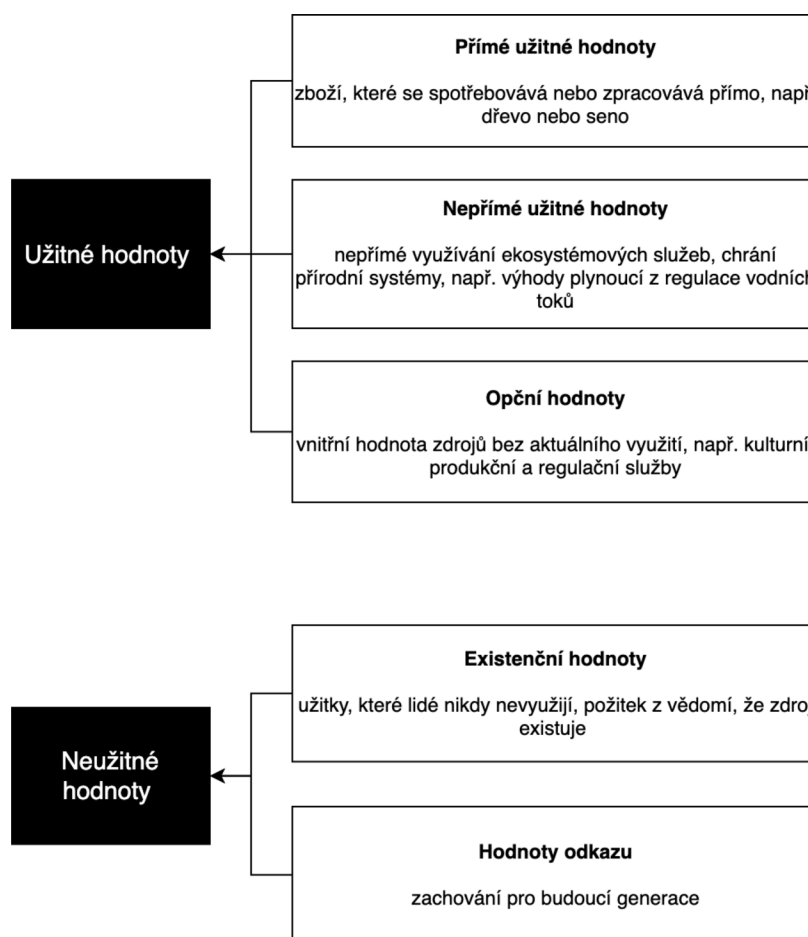 Přímé užitné hodnoty
zboží, které se spotřebovává nebo zpracovává přímo, např
dřevo nebo seno
Užitné hodnoty
Nepřímé užitné hodnoty
nepřímé využívání ekosystémových služeb, chrání
přírodní systémy, např. výhody plynoucí z regulace vodních
toků
Opční hodnoty
vnitřní hodnota zdrojů bez aktuálního využití, např. kulturní
produkční a regulační služby
Existenční hodnoty
užitky, které lidé nikdy nevyužijí, požitek z vědomí, že zdroj
existuje
Neužitné
hodnoty
Hodnoty odkazu
zachování pro budoucí generace